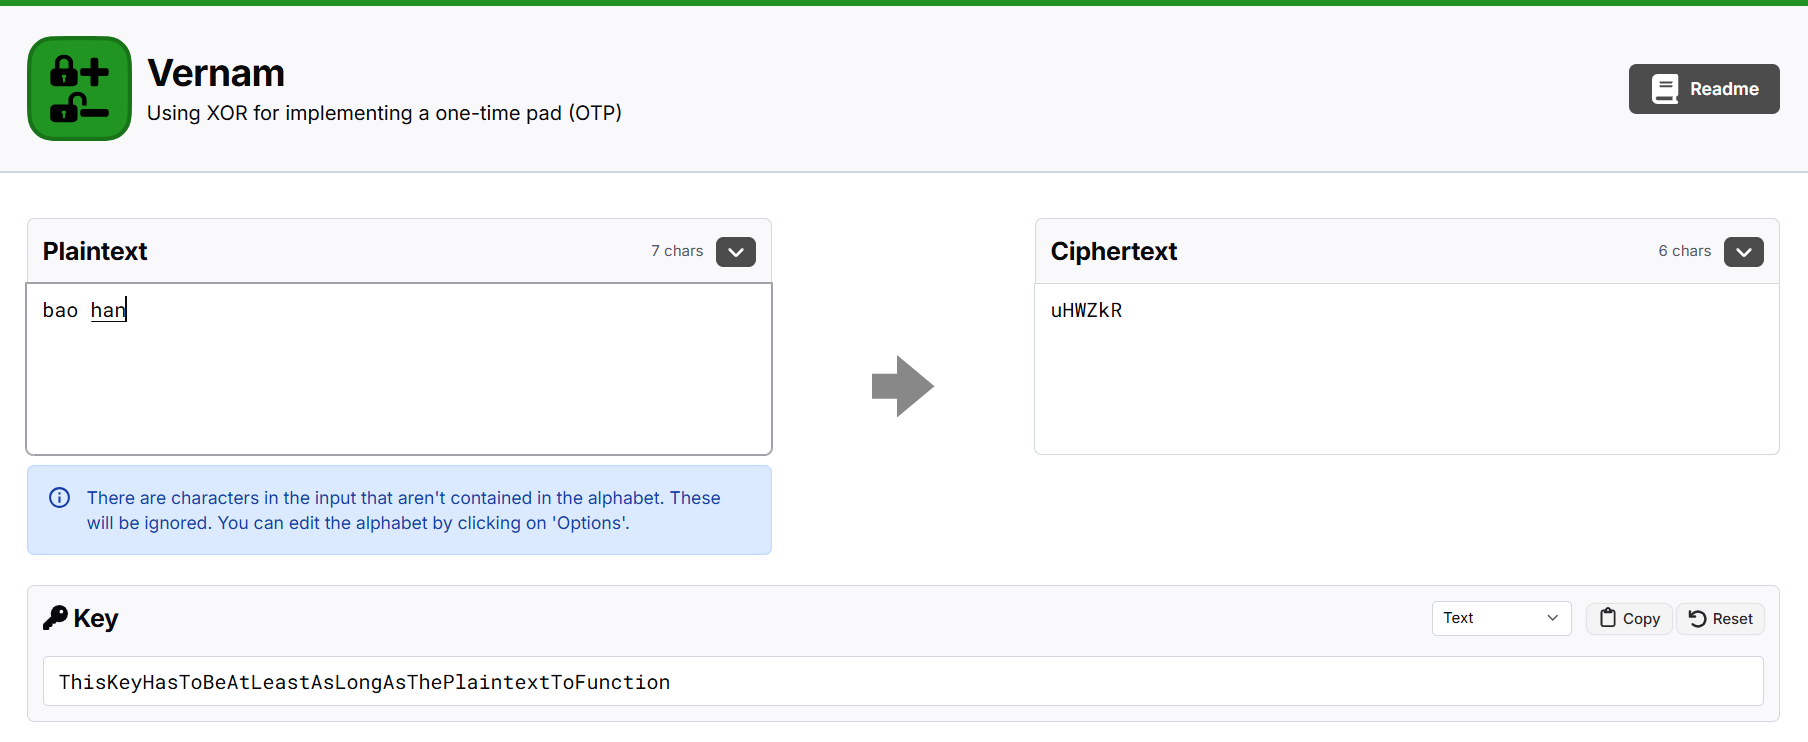 Vernam
Using XOR for implementing a one-time pad (OTP)
Readme
Plaintext
7 chars
bao han
There are characters in the input that aren't contained in the alphabet. These
will be ignored. You can edit the alphabet by clicking on 'Options'.
Ciphertext
6 chars
uHWZkR
Key
Text
Copy
Reset
ThisKeyHasToBeAtLeastAsLongAsThePlaintextToFunction